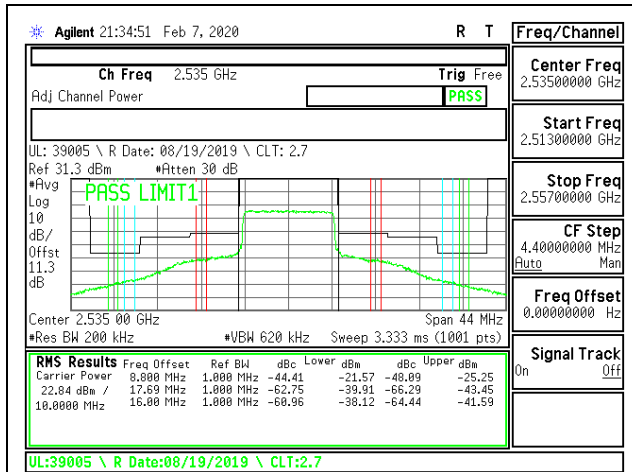 Agilent 21:34:51 Feb 7, 2020 R T
Freq/Channel
Ch Freq 2.535 GHz Trig Free
Adj Channel Power PASS
UL: 39005 \ R Date: 08/19/2019 \ CLT: 2.7
Ref 31.3 dBm #Atten 30 dB
#Avg
Log
10
dB/
Offst
11.3
dB
PASS LIMIT1
Center 2.535 00 GHz Span 44 MHz
#Res BW 200 kHz #VBW 620 kHz Sweep 3.333 ms (1001 pts)
RMS Results Freq Offset Ref BW dBc Lower dBm dBc Upper dBm
Carrier Power 8.800 MHz 1.000 MHz -44.41 -21.57 -48.09 -25.25
22.84 dBm / 17.69 MHz 1.000 MHz -62.75 -39.91 -66.29 -43.45
10.0000 MHz 16.00 MHz 1.000 MHz -60.96 -38.12 -64.44 -41.59
UL:39005 \ R Date:08/19/2019 \ CLT:2.7
Center Freq
2.53500000 GHz
Start Freq
2.51300000 GHz
Stop Freq
2.55700000 GHz
CF Step
4.40000000 MHz
Auto Man
Freq Offset
0.00000000 Hz
Signal Track
On Off